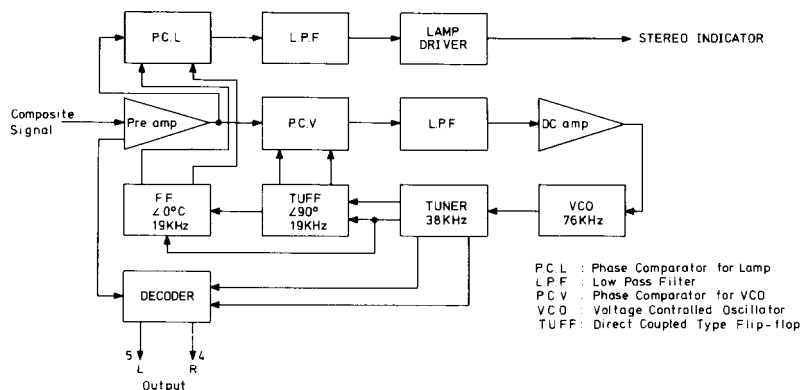 P.C.L
L.P.F
LAMP
DRIVER
STEREO INDICATOR
Composite
Signal
Pre amp
P.C.V
L.P.F
DC amp
F F
∠0°C
19KHz
TUFF
∠90°
19KHz
TUNER
38KHz
VCO
76KHz
DECODER
P.C.L : Phase Comparator for Lamp
L.P.F : Low Pass Filter
P C V : Phase Comparator for VCO
V C O : Voltage Controlled Oscillator
T U F F : Direct Coupled Type Flip-flop
5 4
L R
Output